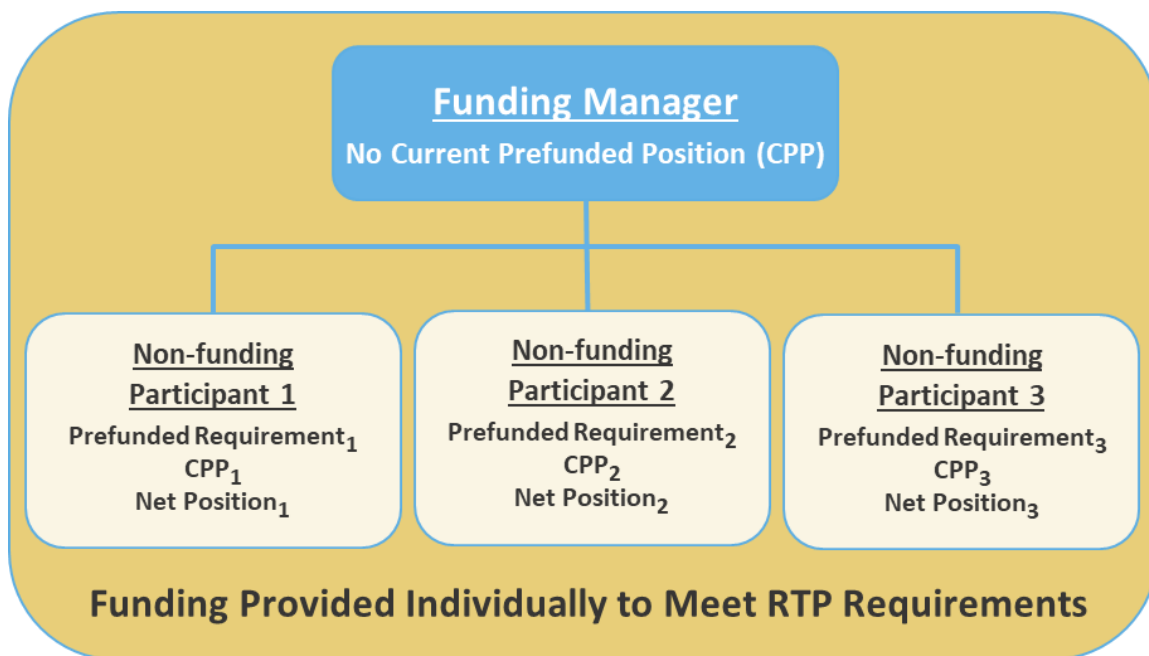 Funding Manager
No Current Prefunded Position (CPP)
Non-funding
Participant 1
Prefunded Requirement₁
CPP₁
Net Position₁
Non-funding
Participant 2
Prefunded Requirement₂
CPP₂
Net Position₂
Non-funding
Participant 3
Prefunded Requirement₃
CPP₃
Net Position₃
Funding Provided Individually to Meet RTP Requirements